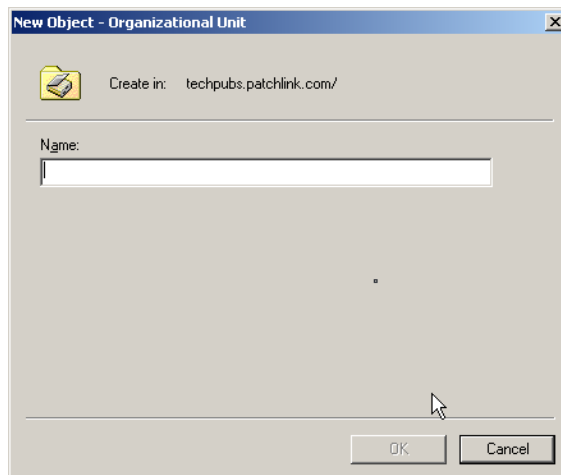 New Object - Organizational Unit
Create in: techpubs.patchlink.com/
Name:
OK Cancel